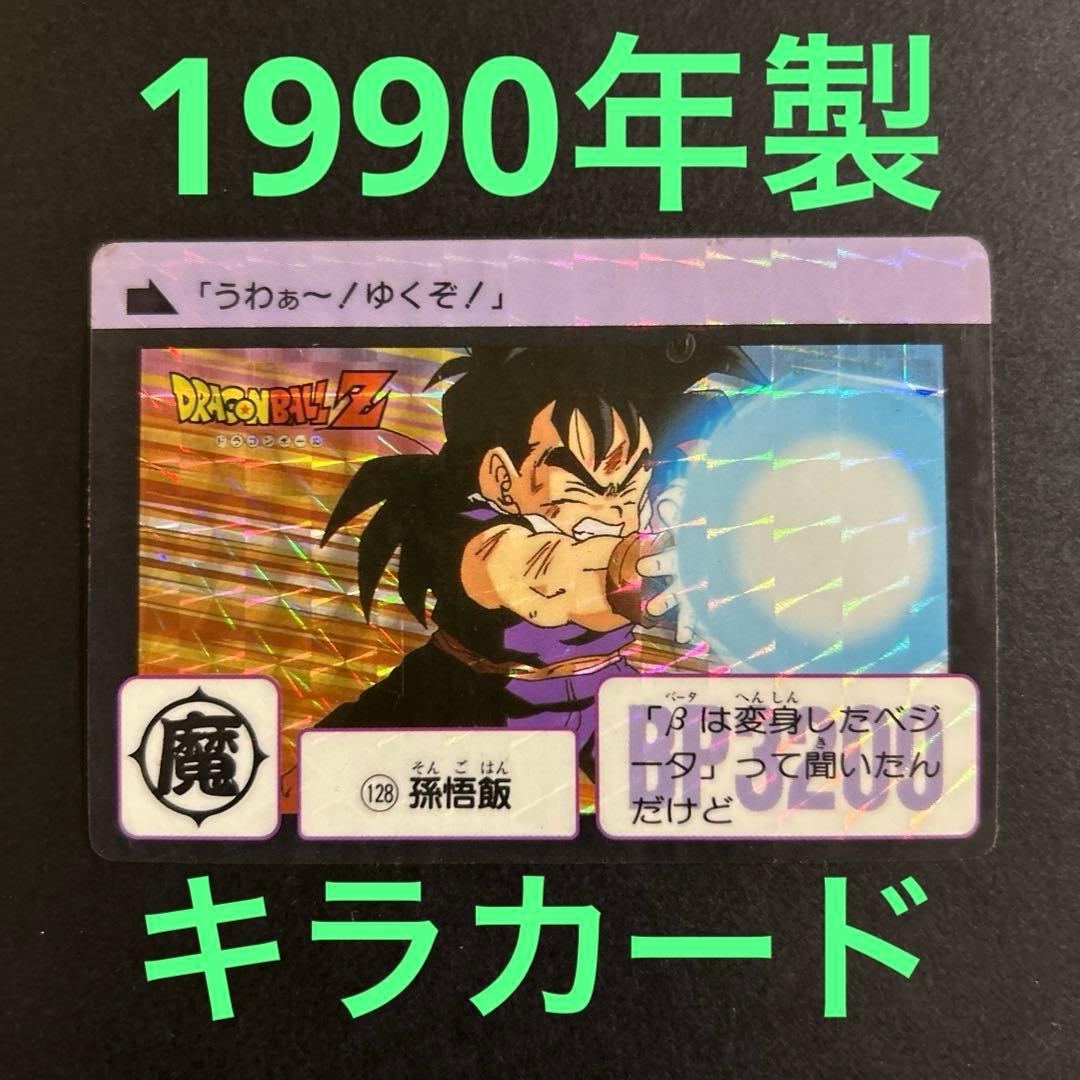 1990年製
「うわぁ〜!ゆくぞ!」
DRAGON BALL Z
ドラゴンボール
魔
そん ご はん
128 孫悟飯
BP3200
ベータ へんしん
「βは変身したベジ
き
ータ」って聞いたん
だけど
キラカード